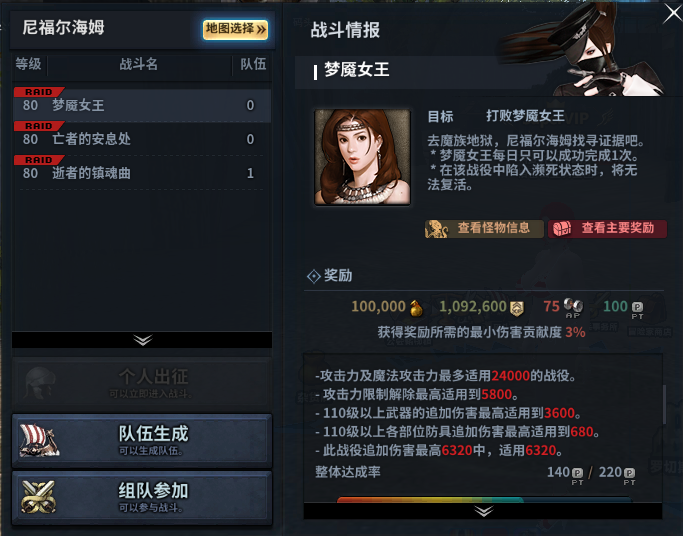 尼福尔海姆
地图选择
等级 战斗名 队伍
RAID
80 梦魇女王 0
RAID
80 亡者的安息处 0
RAID
80 逝者的镇魂曲 1
个人出征
可以立即进入战斗。
队伍生成
可以生成队伍。
组队参加
可以参与战斗。
战斗情报
梦魇女王
目标 打败梦魇女王
去魔族地狱，尼福尔海姆找寻证据吧。
* 梦魇女王每日只可以成功完成1次。
* 在该战役中陷入濒死状态时，将无
法复活。
查看怪物信息 查看主要奖励
奖励
100,000 1,092,600 75 AP 100 P PT
获得奖励所需的最小伤害贡献度 3%
-攻击力及魔法攻击力最多适用24000的战役。
- 攻击力限制解除最高适用到5800。
- 110级以上武器的追加伤害最高适用到3600。
- 110级以上各部位防具追加伤害最高适用到680。
- 此战役追加伤害最高6320中，适用6320。
整体达成率 140 P PT / 220 P PT